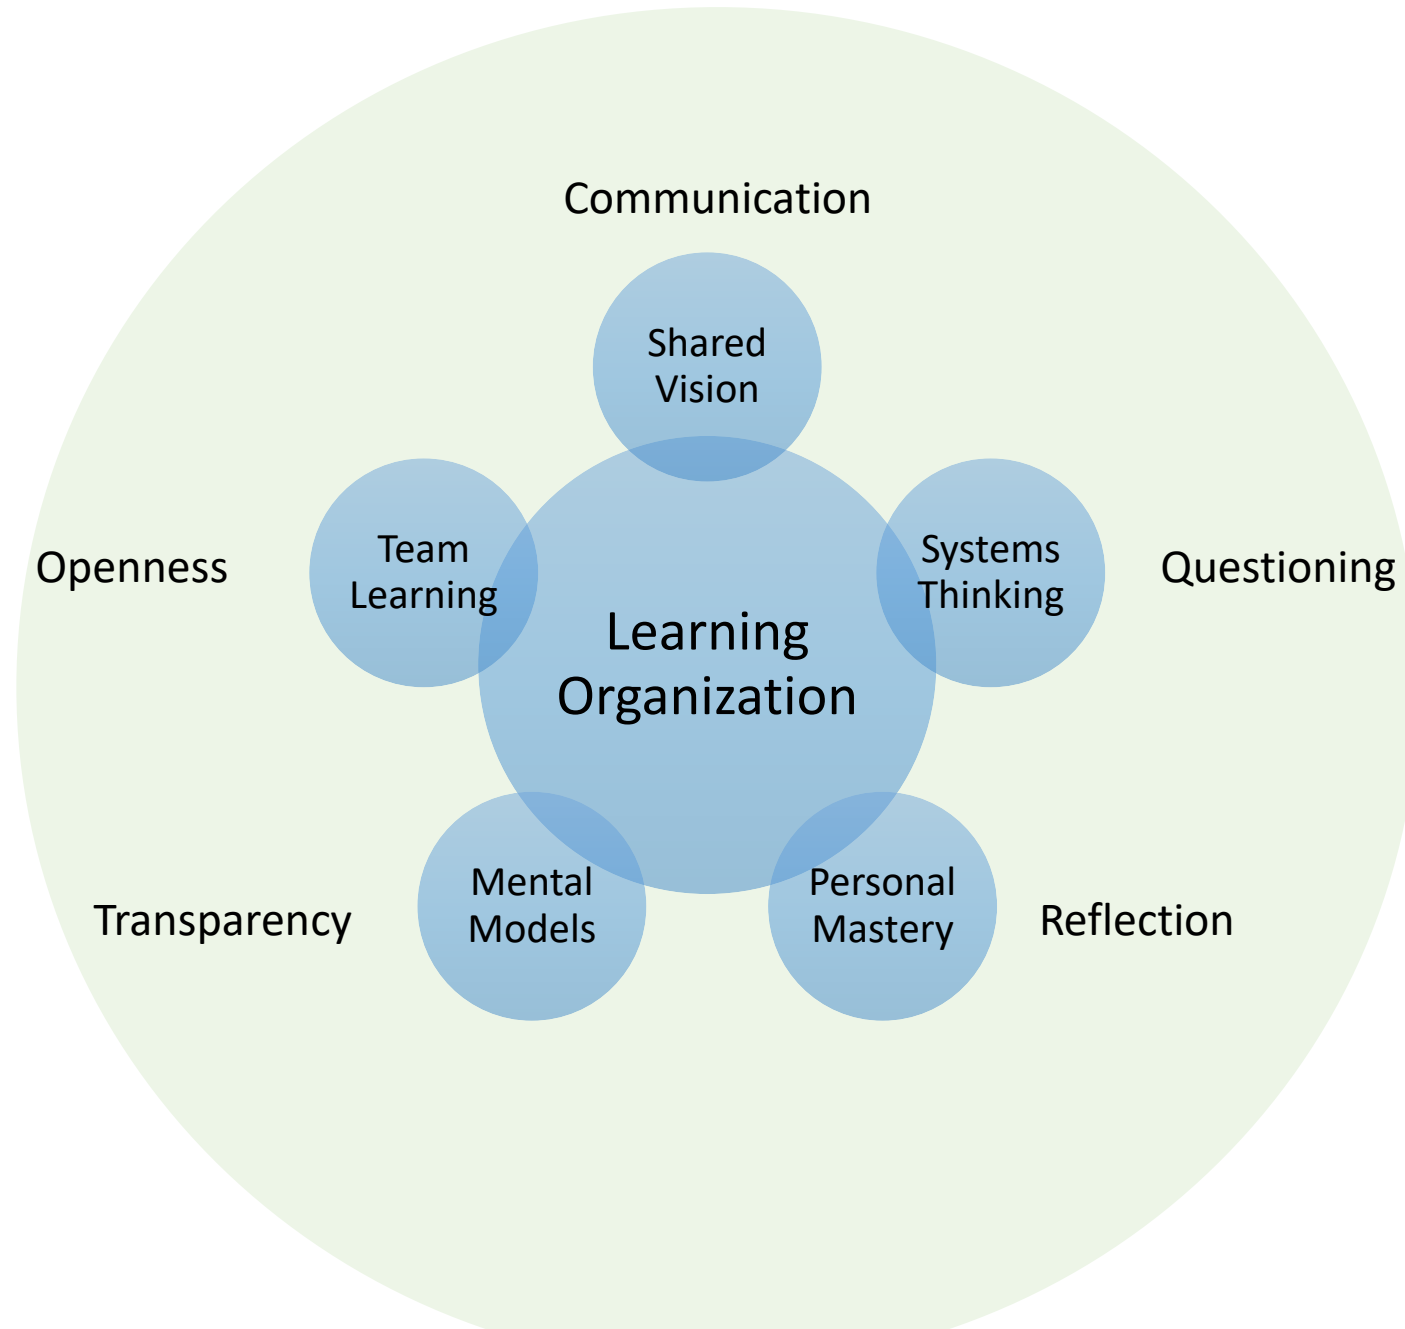 Communication
Shared
Vision
Openness
Team
Learning
Systems
Thinking
Questioning
Learning
Organization
Transparency
Mental
Models
Personal
Mastery
Reflection